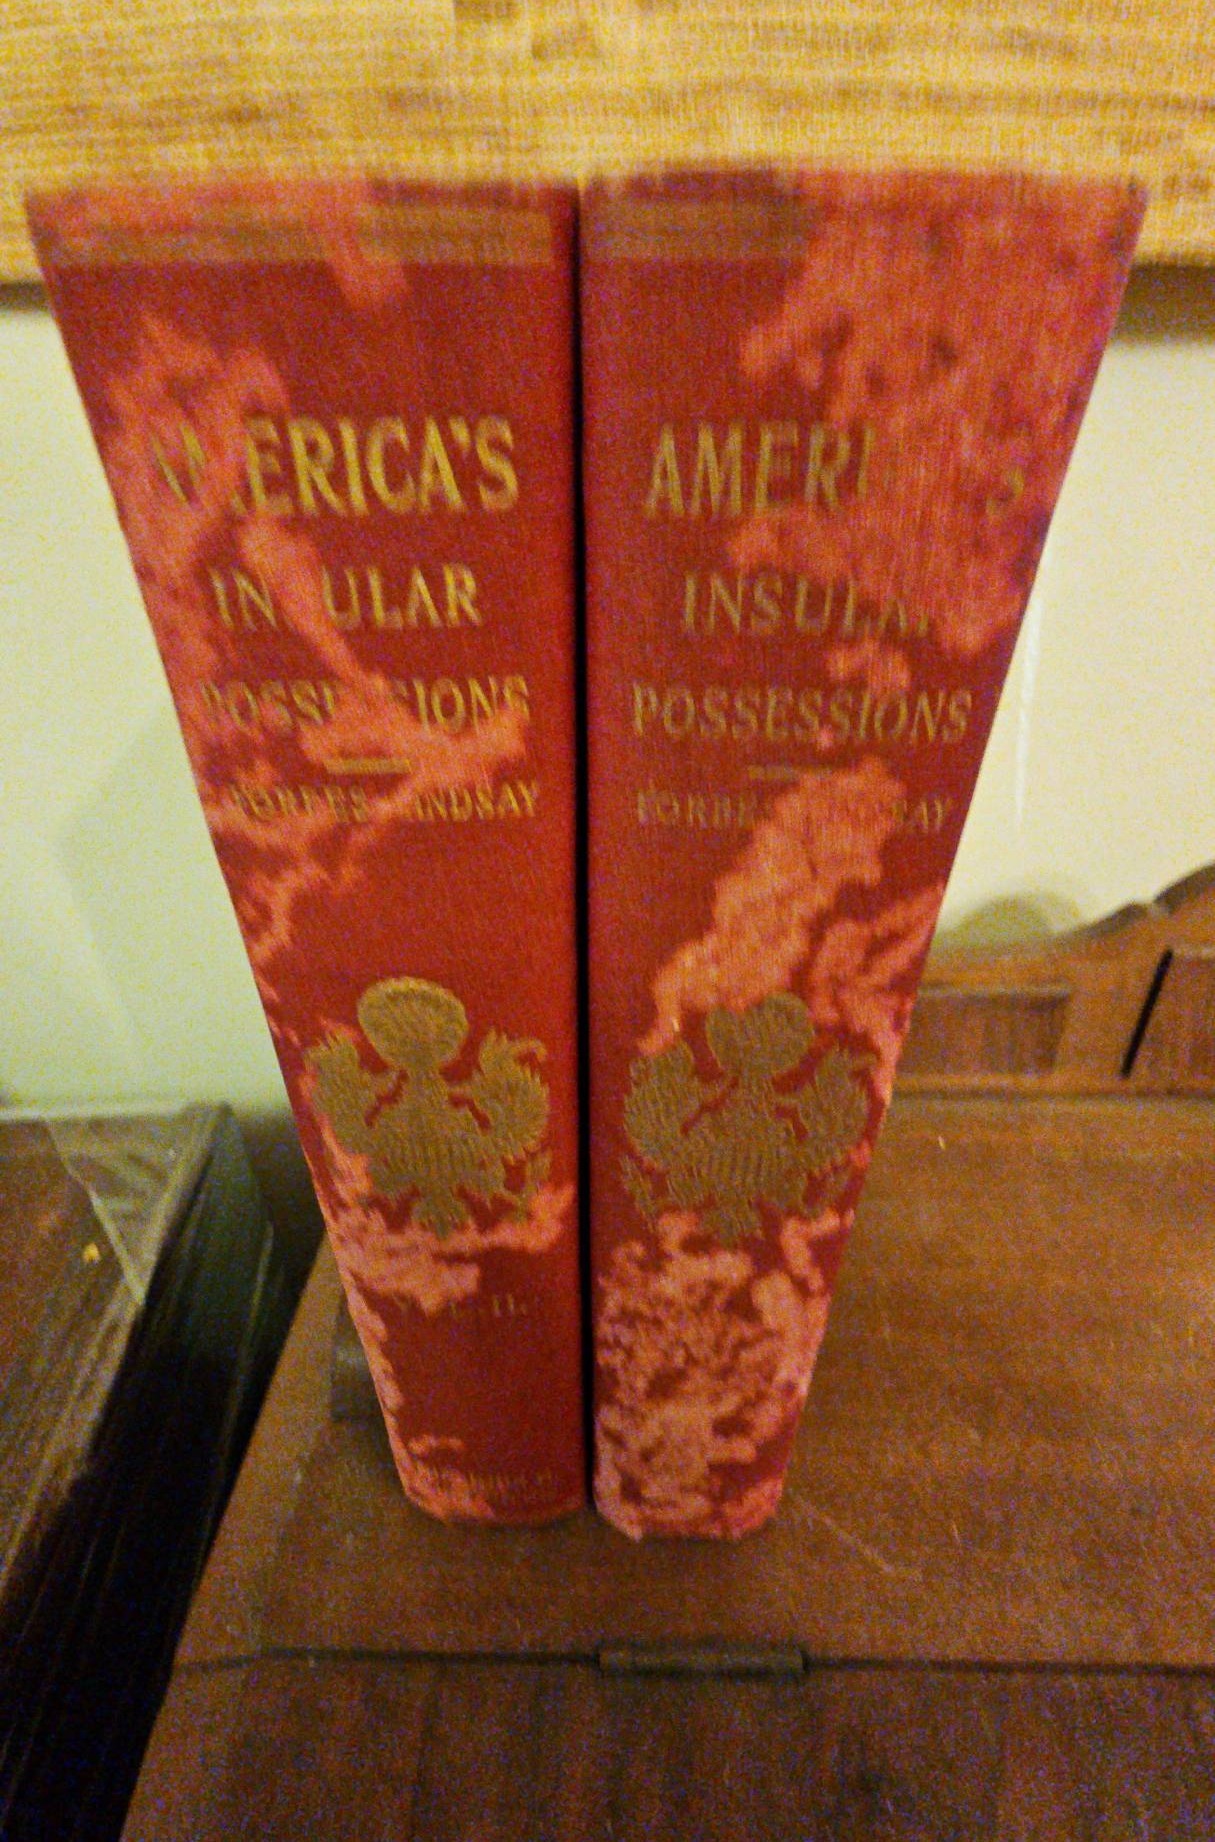 AMERICA'S
INSULAR
POSSESSIONS
FORBES-LINDSAY
AMERICA'S
INSULAR
POSSESSIONS
FORBES-LINDSAY